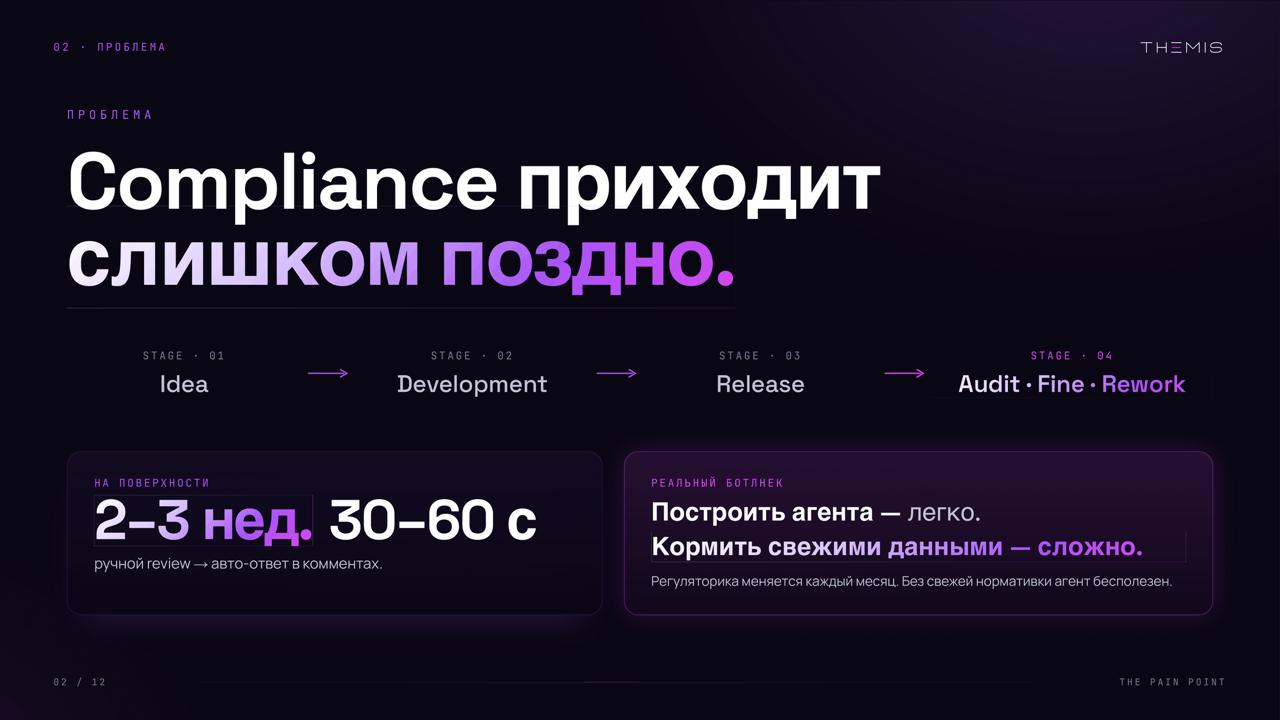 02 · ПРОБЛЕМА
THEMIS
ПРОБЛЕМА
Compliance приходит
слишком поздно.
STAGE · 01
Idea
STAGE · 02
Development
STAGE · 03
Release
STAGE · 04
Audit · Fine · Rework
НА ПОВЕРХНОСТИ
2–3 нед. 30–60 с
ручной review → авто-ответ в комментах.
РЕАЛЬНЫЙ БОТЛНЕК
Построить агента — легко.
Кормить свежими данными — сложно.
Регуляторика меняется каждый месяц. Без свежей нормативки агент бесполезен.
02 / 12
THE PAIN POINT